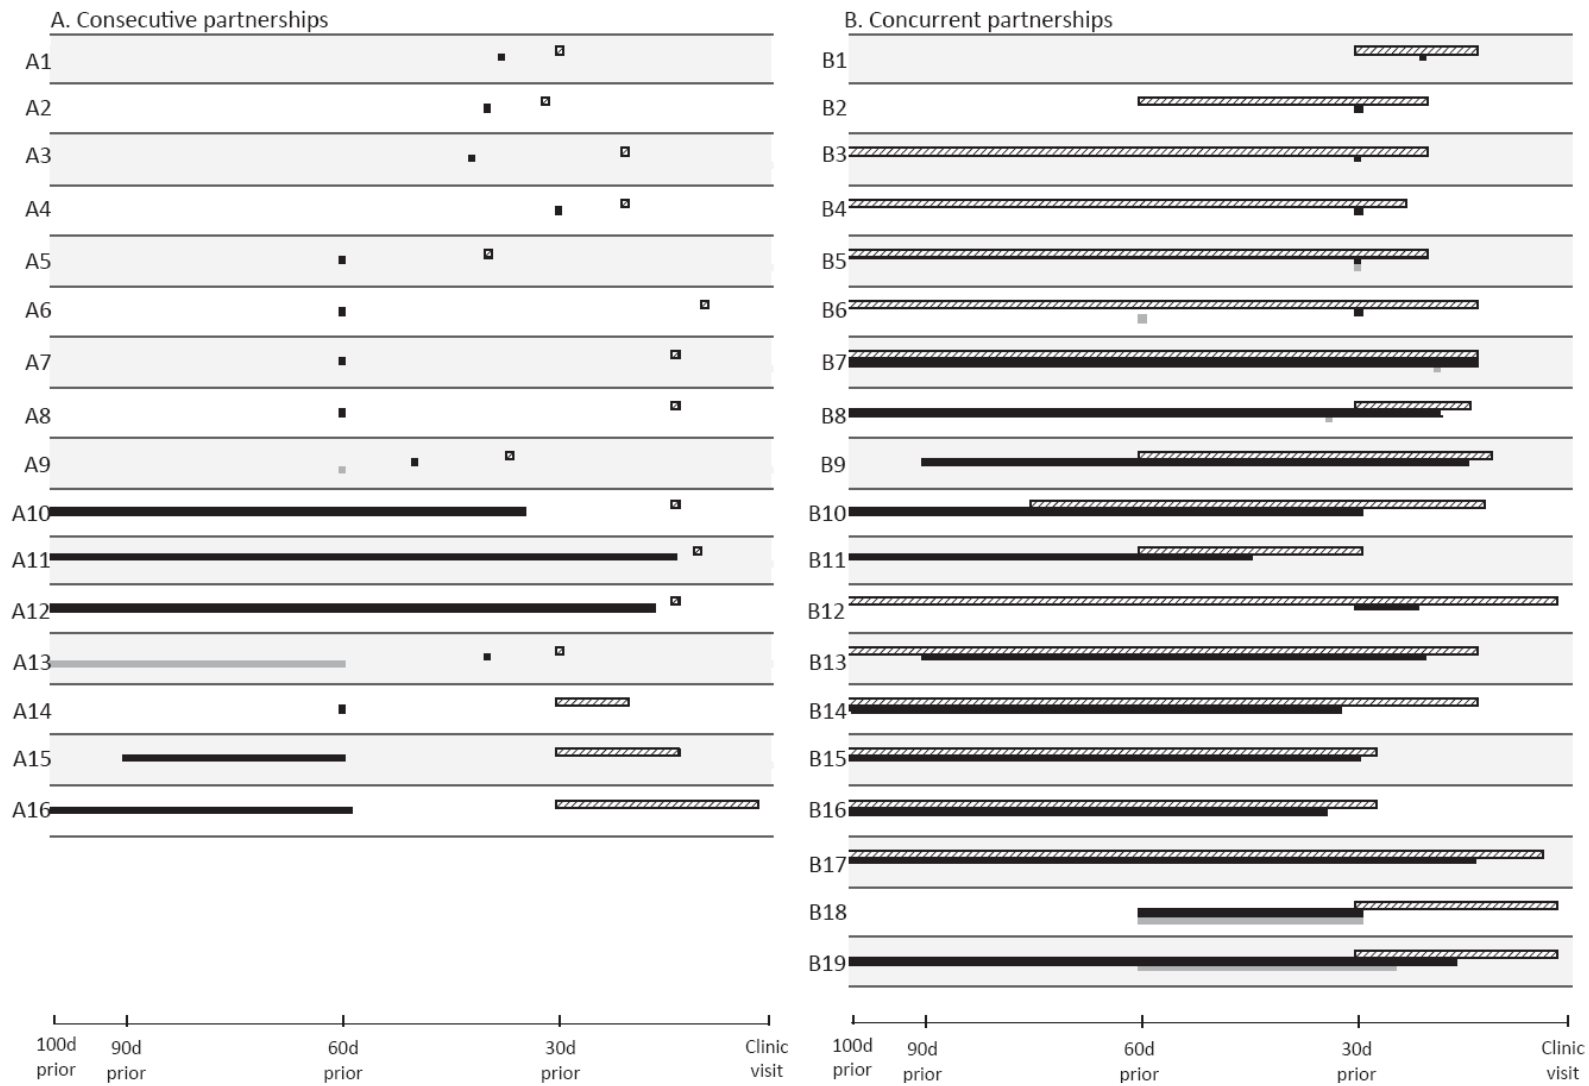 A. Consecutive partnerships
A1
A2
A3
A4
A5
A6
A7
A8
A9
A10
A11
A12
A13
A14
A15
A16
100d prior
90d prior
60d prior
30d prior
Clinic visit
B. Concurrent partnerships
B1
B2
B3
B4
B5
B6
B7
B8
B9
B10
B11
B12
B13
B14
B15
B16
B17
B18
B19
100d prior
90d prior
60d prior
30d prior
Clinic visit